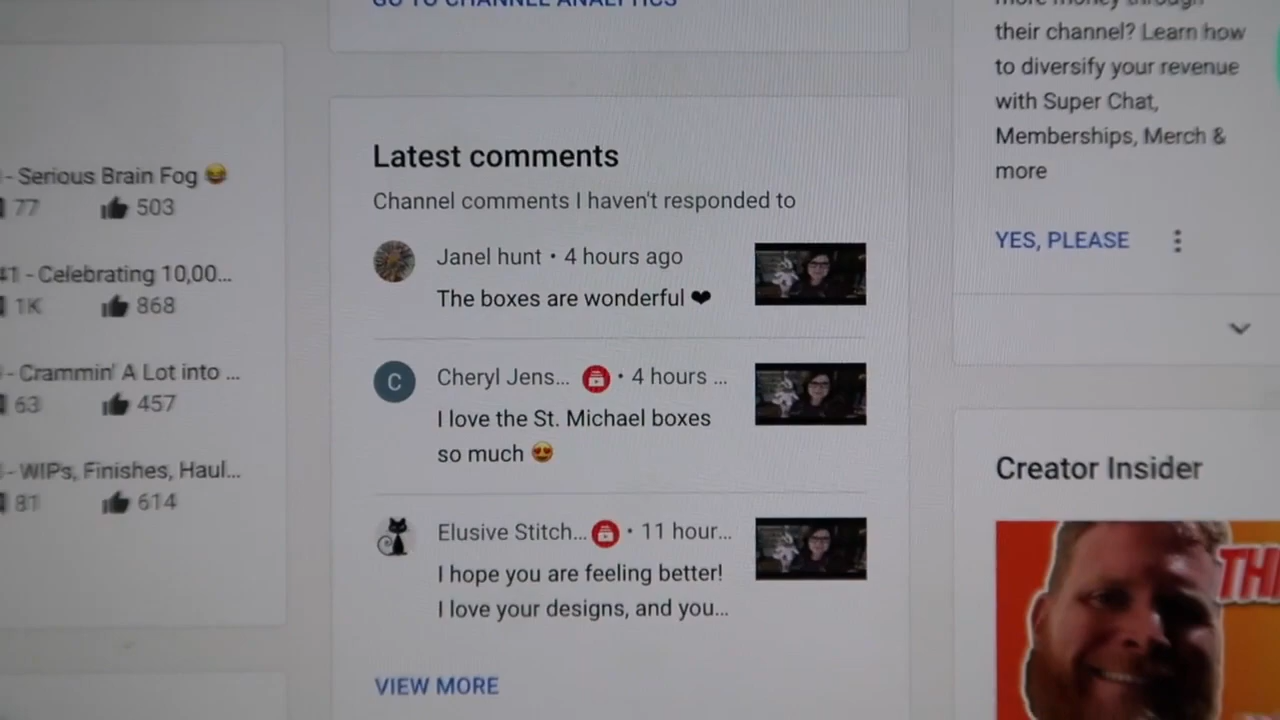 GO TO CHANNEL ANALYTICS
- Serious Brain Fog 😂
77 503
#1 - Celebrating 10,00...
1K 868
- Crammin' A Lot into ...
63 457
- WIPs, Finishes, Haul...
81 614
Latest comments
Channel comments I haven't responded to
Janel hunt • 4 hours ago
The boxes are wonderful ❤
C
Cheryl Jens... • 4 hours ...
I love the St. Michael boxes
so much 😍
Elusive Stitch... • 11 hour...
I hope you are feeling better!
I love your designs, and you...
VIEW MORE
more money through
their channel? Learn how
to diversify your revenue
with Super Chat,
Memberships, Merch &
more
YES, PLEASE
Creator Insider